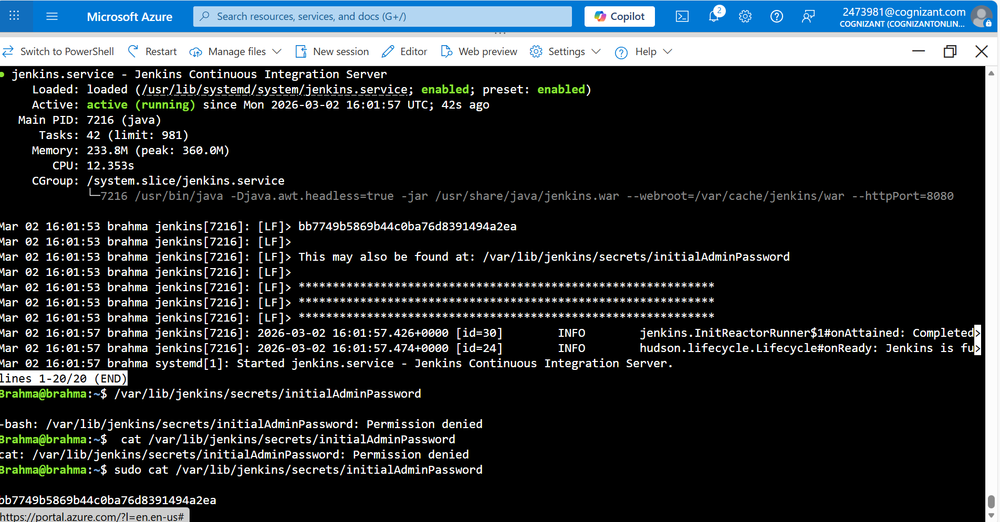 Microsoft Azure
Search resources, services, and docs (G+/)
Copilot
2
2473981@cognizant.com
COGNIZANT (COGNIZANTONLIN...
Switch to PowerShell Restart Manage files New session Editor Web preview Settings Help
jenkins.service - Jenkins Continuous Integration Server
Loaded: loaded (/usr/lib/systemd/system/jenkins.service; enabled; preset: enabled)
Active: active (running) since Mon 2026-03-02 16:01:57 UTC; 42s ago
Main PID: 7216 (java)
Tasks: 42 (limit: 981)
Memory: 233.8M (peak: 360.0M)
CPU: 12.353s
CGroup: /system.slice/jenkins.service
└─7216 /usr/bin/java -Djava.awt.headless=true -jar /usr/share/java/jenkins.war --webroot=/var/cache/jenkins/war --httpPort=8080
Mar 02 16:01:53 brahma jenkins[7216]: [LF]> bb7749b5869b44c0ba76d8391494a2ea
Mar 02 16:01:53 brahma jenkins[7216]: [LF]>
Mar 02 16:01:53 brahma jenkins[7216]: [LF]> This may also be found at: /var/lib/jenkins/secrets/initialAdminPassword
Mar 02 16:01:53 brahma jenkins[7216]: [LF]>
Mar 02 16:01:53 brahma jenkins[7216]: [LF]> *************************************************************
Mar 02 16:01:53 brahma jenkins[7216]: [LF]> *************************************************************
Mar 02 16:01:53 brahma jenkins[7216]: [LF]> *************************************************************
Mar 02 16:01:57 brahma jenkins[7216]: 2026-03-02 16:01:57.426+0000 [id=30] INFO jenkins.InitReactorRunner$1#onAttained: Completed>
Mar 02 16:01:57 brahma jenkins[7216]: 2026-03-02 16:01:57.474+0000 [id=24] INFO hudson.lifecycle.Lifecycle#onReady: Jenkins is fu>
Mar 02 16:01:57 brahma systemd[1]: Started jenkins.service - Jenkins Continuous Integration Server.
lines 1-20/20 (END)
Brahma@brahma:~$ /var/lib/jenkins/secrets/initialAdminPassword
-bash: /var/lib/jenkins/secrets/initialAdminPassword: Permission denied
Brahma@brahma:~$  cat /var/lib/jenkins/secrets/initialAdminPassword
cat: /var/lib/jenkins/secrets/initialAdminPassword: Permission denied
Brahma@brahma:~$ sudo cat /var/lib/jenkins/secrets/initialAdminPassword
bb7749b5869b44c0ba76d8391494a2ea
https://portal.azure.com/?l=en.en-us#